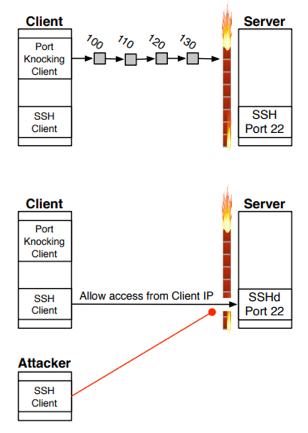 Client
Server
Port
Knocking
Client
100
110
120
130
SSH
Client
SSH
Port 22
Client
Server
Port
Knocking
Client
Allow access from Client IP
SSH
Client
SSHd
Port 22
Attacker
SSH
Client